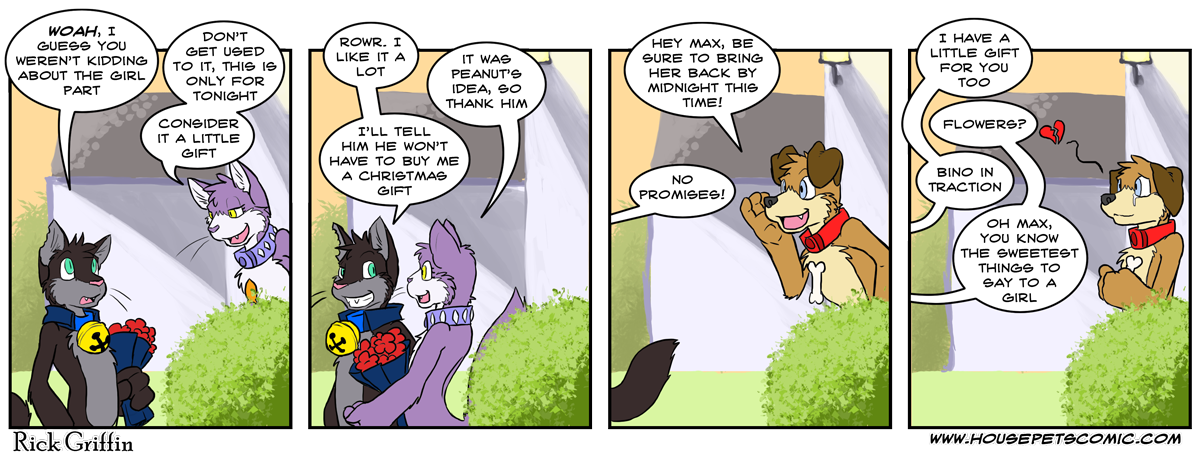 WOAH, I
GUESS YOU
WEREN'T KIDDING
ABOUT THE GIRL
PART
DON'T
GET USED
TO IT, THIS IS
ONLY FOR
TONIGHT
CONSIDER
IT A LITTLE
GIFT
ROWR. I
LIKE IT A
LOT
IT WAS
PEANUT'S
IDEA, SO
THANK HIM
I'LL TELL
HIM HE WON'T
HAVE TO BUY ME
A CHRISTMAS
GIFT
HEY MAX, BE
SURE TO BRING
HER BACK BY
MIDNIGHT THIS
TIME!
NO
PROMISES!
I HAVE A
LITTLE GIFT
FOR YOU
TOO
FLOWERS?
BINO IN
TRACTION
OH MAX,
YOU KNOW
THE SWEETEST
THINGS TO
SAY TO A
GIRL
Rick Griffin
WWW.HOUSEPETSCOMIC.COM